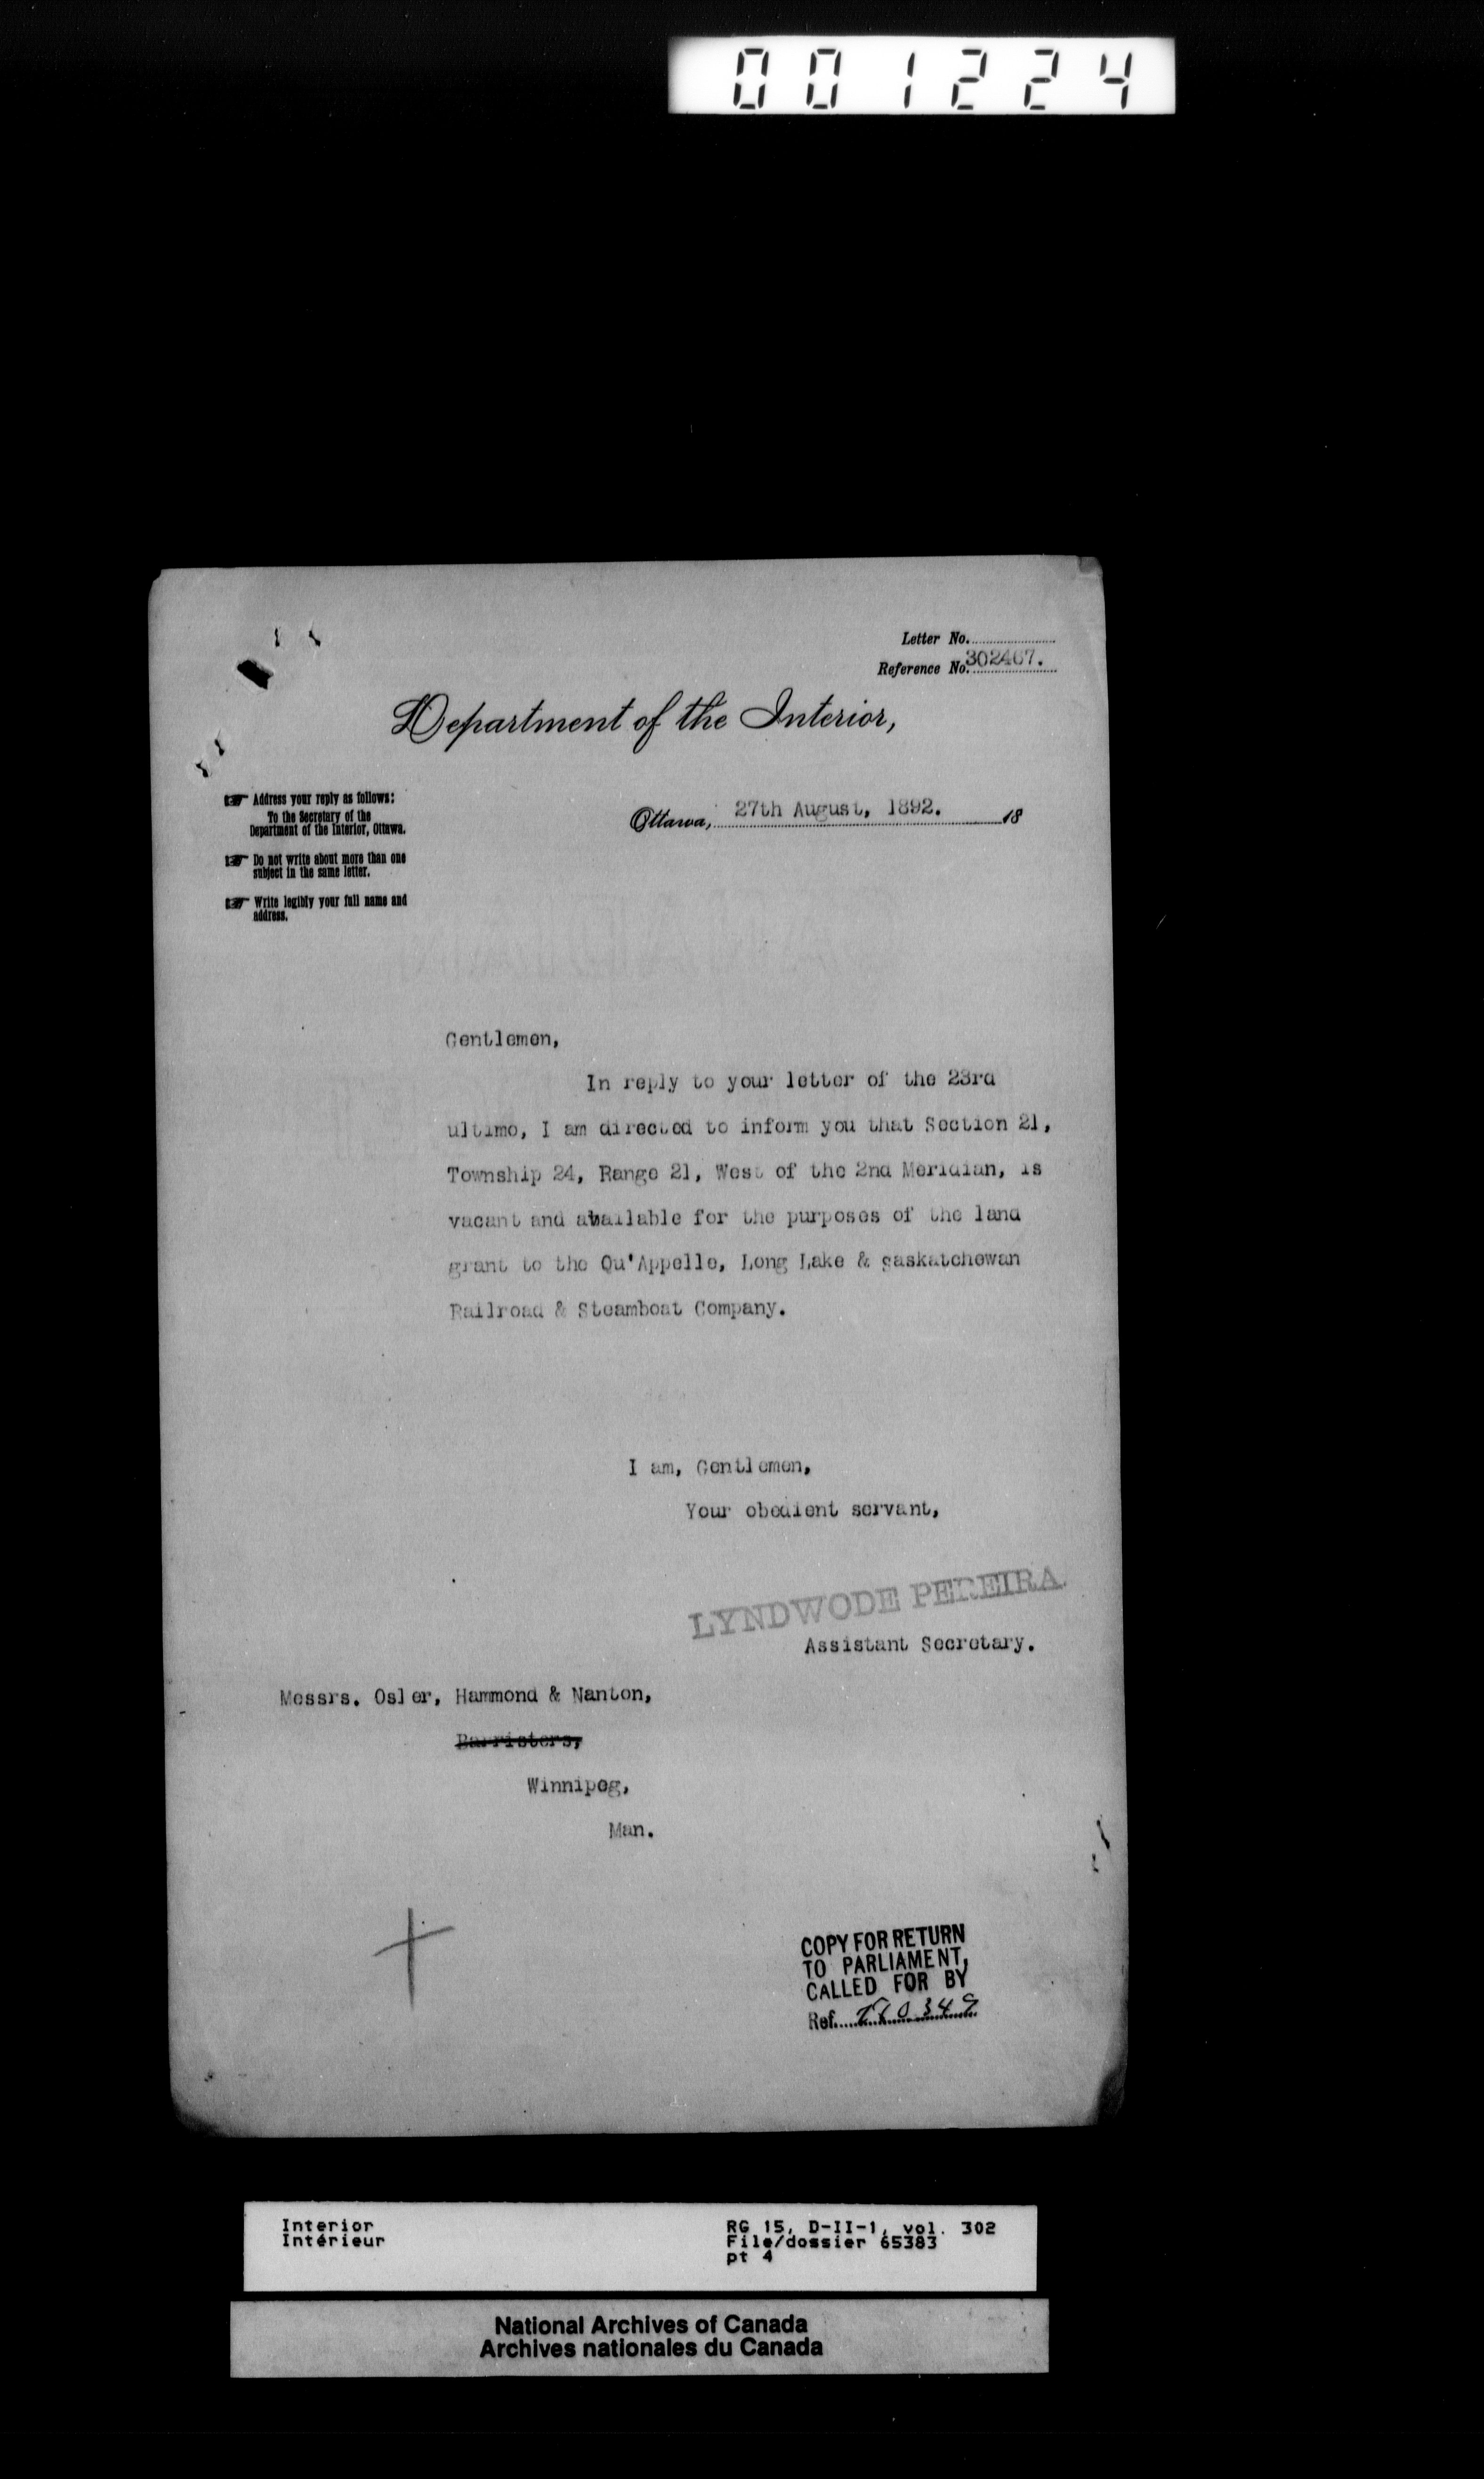 001224
Letter No.
Reference No. 302467.
Department of the Interior,
Address your reply as follows:
To the Secretary of the
Department of the Interior, Ottawa.
Do not write about more than one
subject in the same letter.
Write legibly your full name and
address.
Ottawa, 27th August, 1892. 18
Gentlemen,
In reply to your letter of the 23rd
ultimo, I am directed to inform you that Section 21,
Township 24, Range 21, West of the 2nd Meridian, is
vacant and available for the purposes of the land
grant to the Qu'Appelle, Long Lake & saskatchewan
Railroad & Steamboat Company.
I am, Gentlemen,
Your obedient servant,
LYNDWODE PEREIRA
Assistant Secretary.
Messrs. Osler, Hammond & Nanton,
Barristers,
Winnipeg,
Man.
COPY FOR RETURN
TO PARLIAMENT,
CALLED FOR BY
Ref.
Interior
Intérieur
RG 15, D-II-1, vol. 302
File/dossier 65383
pt 4
National Archives of Canada
Archives nationales du Canada